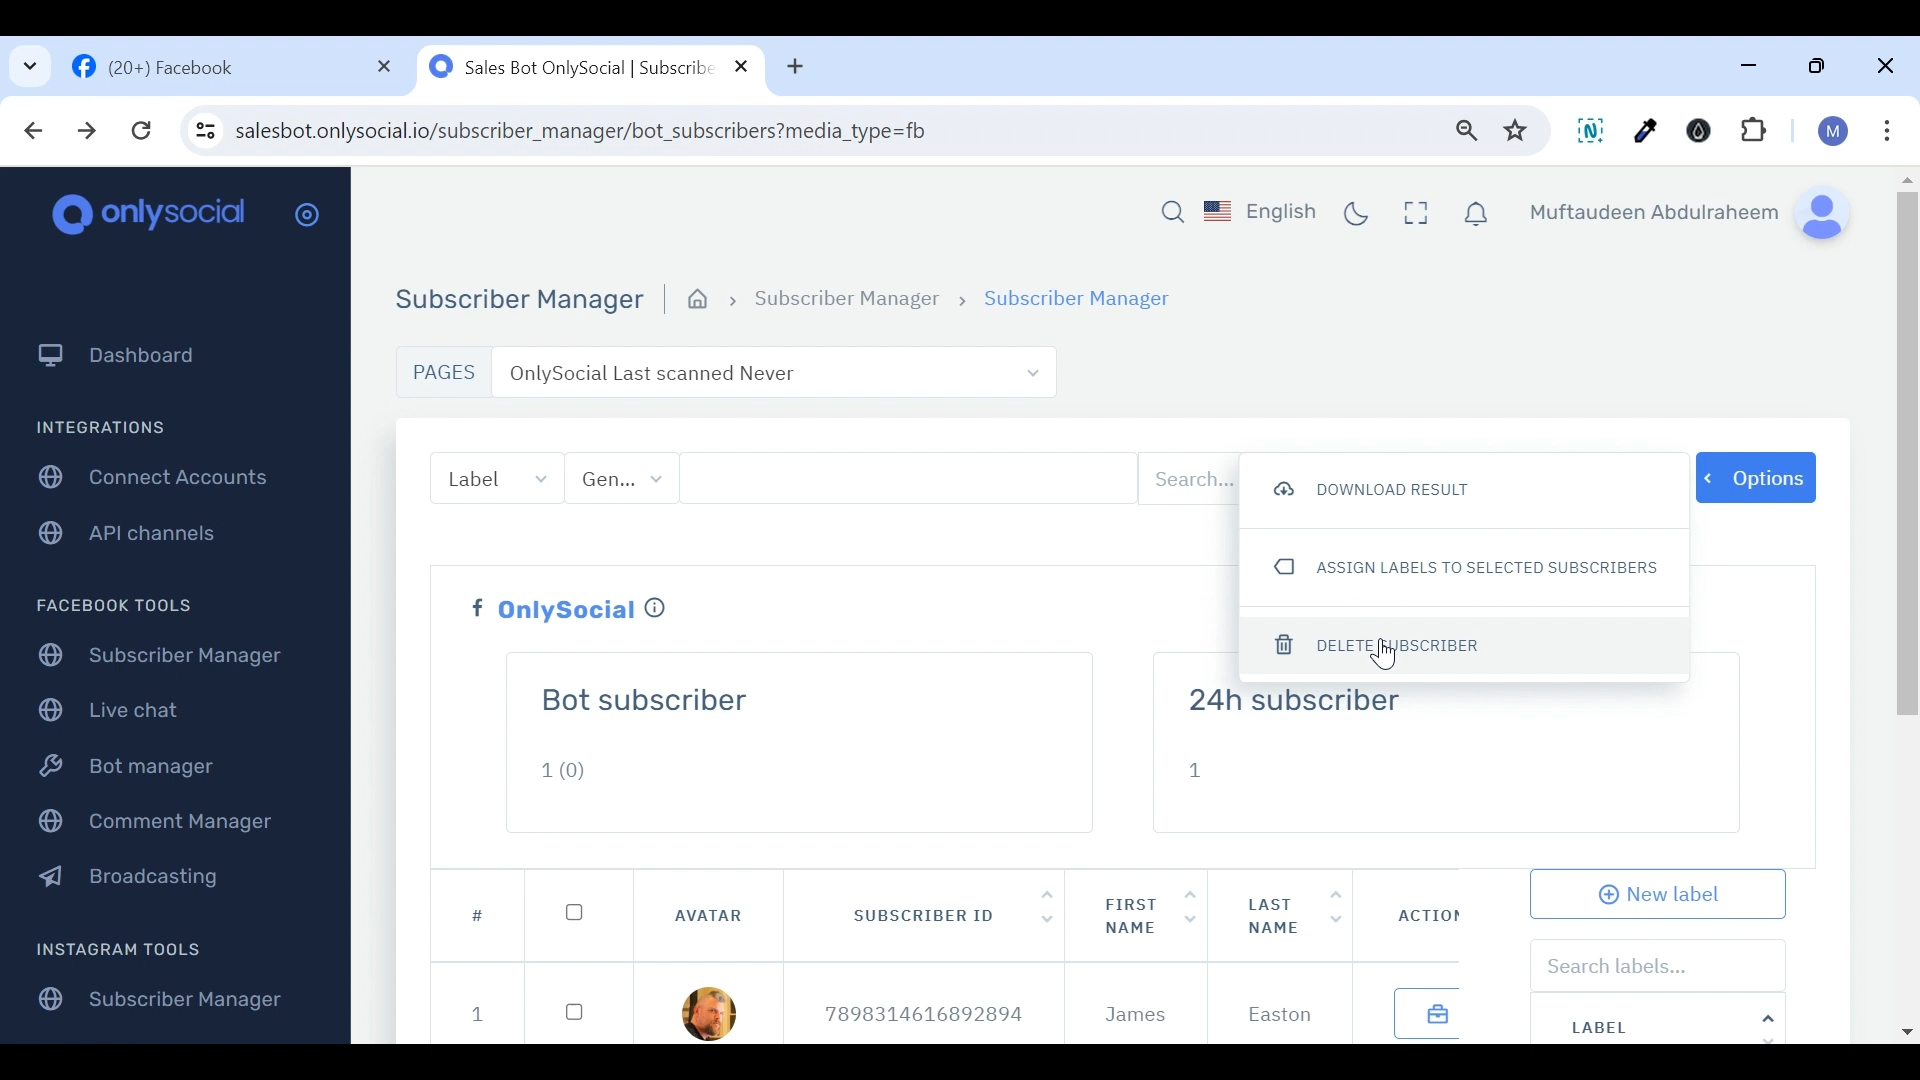 (20+) Facebook
Sales Bot OnlySocial | Subscribe
salesbot.onlysocial.io/subscriber_manager/bot_subscribers?media_type=fb
M
onlysocial
English
Muftaudeen Abdulraheem
Subscriber Manager
Subscriber Manager
Subscriber Manager
Dashboard
PAGES
OnlySocial Last scanned Never
INTEGRATIONS
Connect Accounts
API channels
Label
Gen...
Search...
Options
DOWNLOAD RESULT
ASSIGN LABELS TO SELECTED SUBSCRIBERS
DELETE SUBSCRIBER
OnlySocial
FACEBOOK TOOLS
Subscriber Manager
Live chat
Bot manager
Comment Manager
Broadcasting
Bot subscriber
1 (0)
24h subscriber
1
#
AVATAR
SUBSCRIBER ID
FIRST
NAME
LAST
NAME
ACTION
New label
Search labels...
LABEL
1
7898314616892894
James
Easton
INSTAGRAM TOOLS
Subscriber Manager